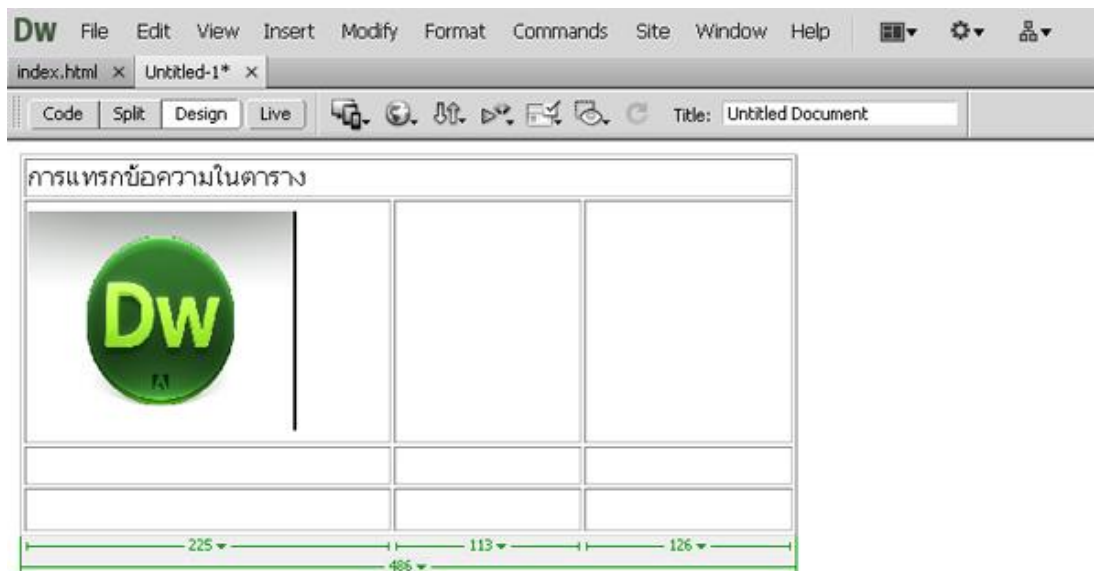 Dw File Edit View Insert Modify Format Commands Site Window Help
index.html × Untitled-1* ×
Code Split Design Live Title: Untitled Document
การแทรกข้อความในตาราง
Dw
225 113 126
486